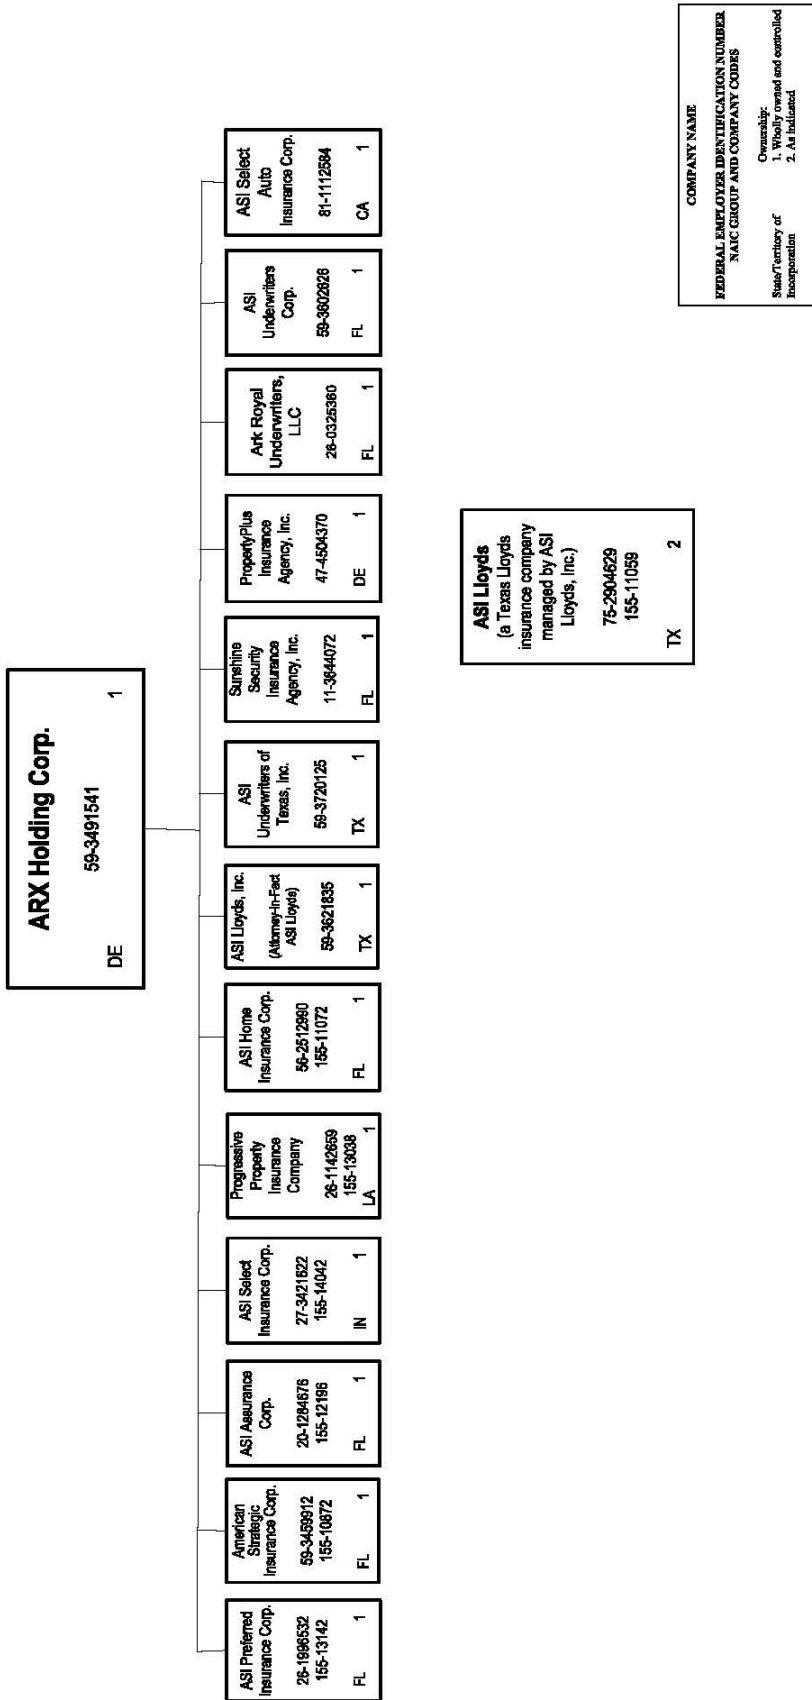 ARX Holding Corp.
59-3491541
DE 1
ASI Preferred
Insurance Corp.
26-1996532
155-13142
FL 1
American
Strategic
Insurance Corp.
59-3459912
155-10872
FL 1
ASI Assurance
Corp.
20-1284676
155-12196
FL 1
ASI Select
Insurance Corp.
27-3421622
155-14042
IN 1
Progressive
Property
Insurance
Company
26-1142659
155-13038
LA 1
ASI Home
Insurance Corp.
56-2512990
155-11072
FL 1
ASI Lloyds, Inc.
(Attorney-in-Fact
ASI Lloyds)
59-3621835
TX 1
ASI
Underwriters of
Texas, Inc.
59-3720125
TX 1
Sunshine
Security
Insurance
Agency, Inc.
11-3644072
FL 1
PropertyPlus
Insurance
Agency, Inc.
47-4504370
DE 1
Ark Royal
Underwriters,
LLC
26-0325360
FL 1
ASI
Underwriters
Corp.
59-3602626
FL 1
ASI Select
Auto
Insurance Corp.
81-1112584
CA 1
ASI Lloyds
(a Texas Lloyds
insurance company
managed by ASI
Lloyds, Inc.)
75-2904629
155-11059
TX 2
COMPANY NAME
FEDERAL EMPLOYER IDENTIFICATION NUMBER
NAIC GROUP AND COMPANY CODES
Ownership:
State/Territory of 1. Wholly owned and controlled
Incorporation 2. As indicated